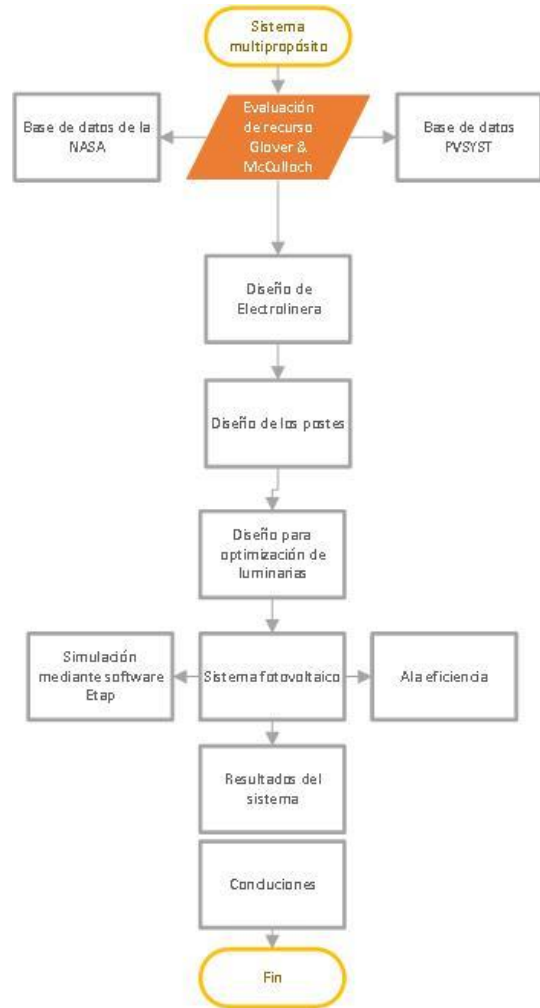 Sistema
multipropósito
Evaluación
de recurso
Glover &
McCulloch
Base de datos de la
NASA
Base de datos
PVSYST
Diseño de
Electrolinera
Diseño de los postes
Diseño para
optimización de
luminarias
Simulación
mediante software
Etap
Sistema fotovoltaico
Ala eficiencia
Resultados del
sistema
Concluciones
Fin